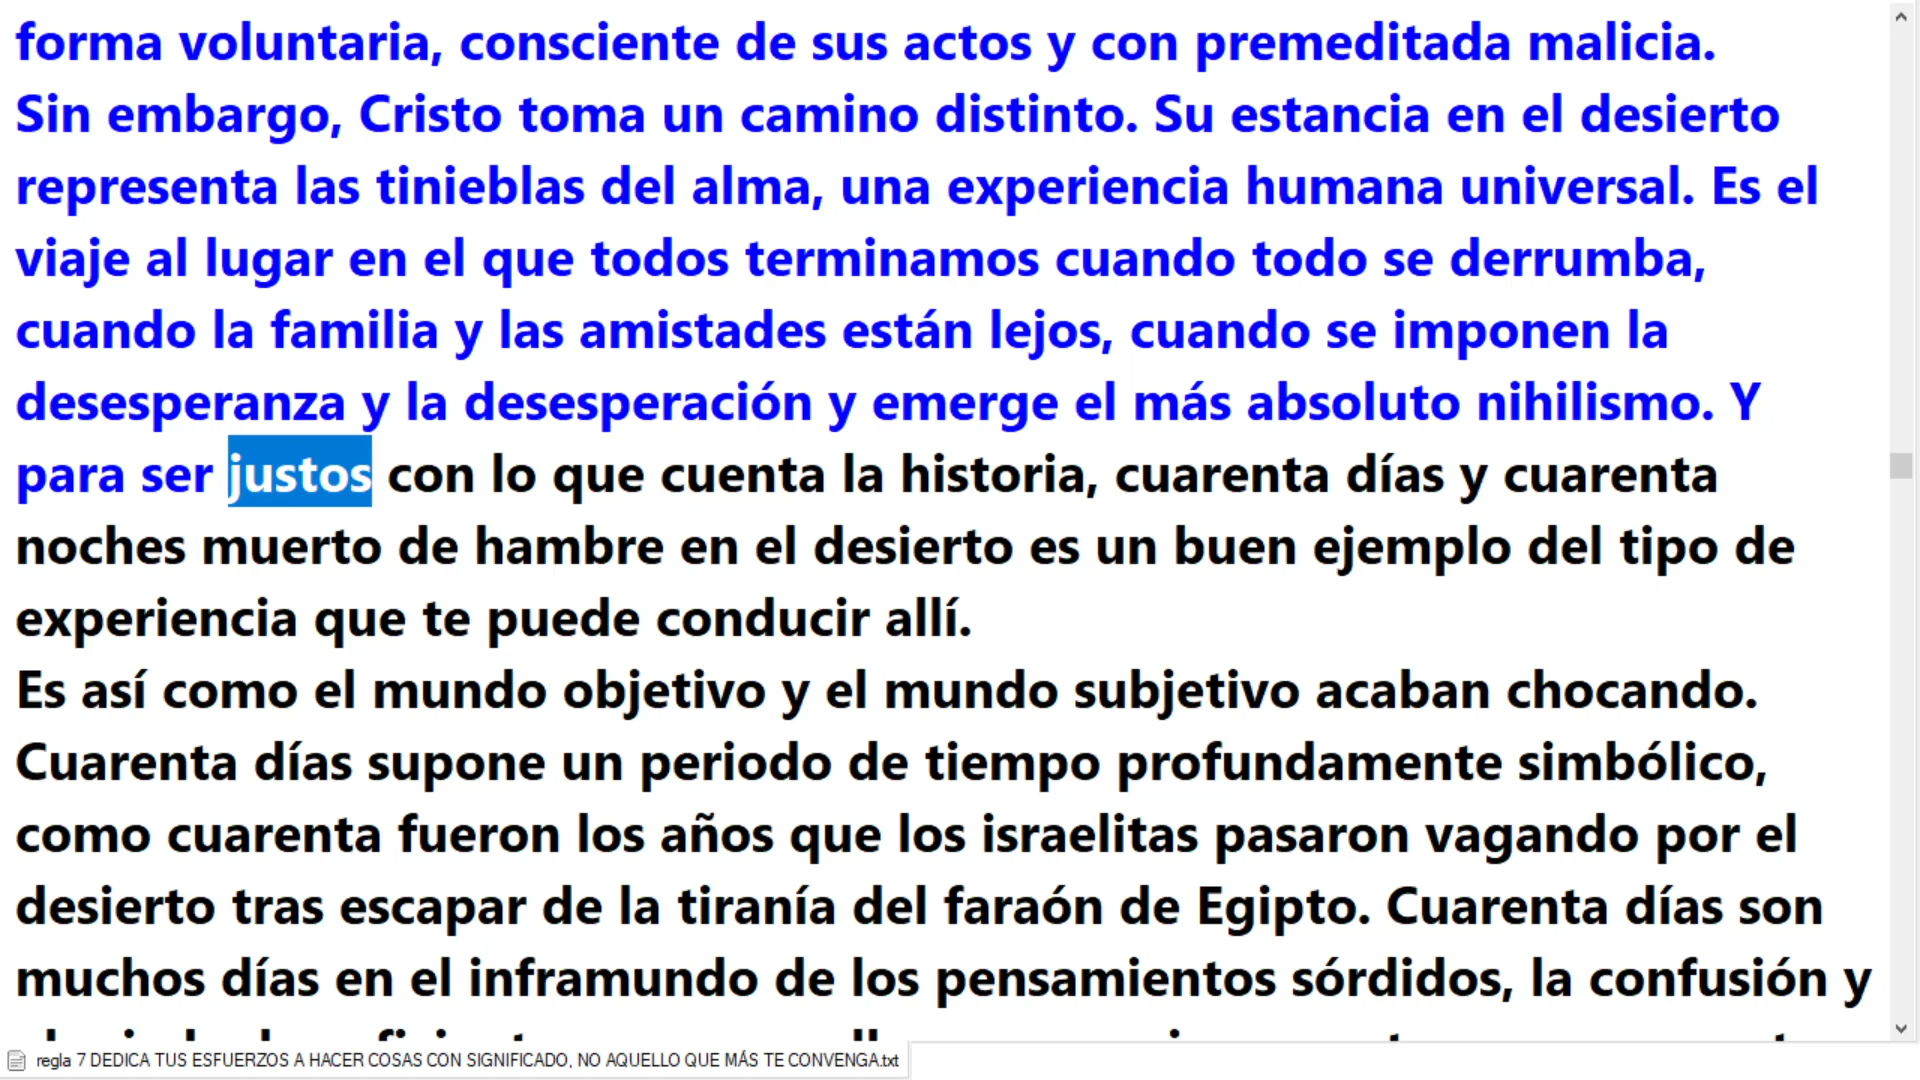 forma voluntaria, consciente de sus actos y con premeditada malicia.
Sin embargo, Cristo toma un camino distinto. Su estancia en el desierto
representa las tinieblas del alma, una experiencia humana universal. Es el
viaje al lugar en el que todos terminamos cuando todo se derrumba,
cuando la familia y las amistades están lejos, cuando se imponen la
desesperanza y la desesperación y emerge el más absoluto nihilismo. Y
para ser justos con lo que cuenta la historia, cuarenta días y cuarenta
noches muerto de hambre en el desierto es un buen ejemplo del tipo de
experiencia que te puede conducir allí.
Es así como el mundo objetivo y el mundo subjetivo acaban chocando.
Cuarenta días supone un periodo de tiempo profundamente simbólico,
como cuarenta fueron los años que los israelitas pasaron vagando por el
desierto tras escapar de la tiranía del faraón de Egipto. Cuarenta días son
muchos días en el inframundo de los pensamientos sórdidos, la confusión y
regla 7 DEDICA TUS ESFUERZOS A HACER COSAS CON SIGNIFICADO, NO AQUELLO QUE MÁS TE CONVENGA.txt